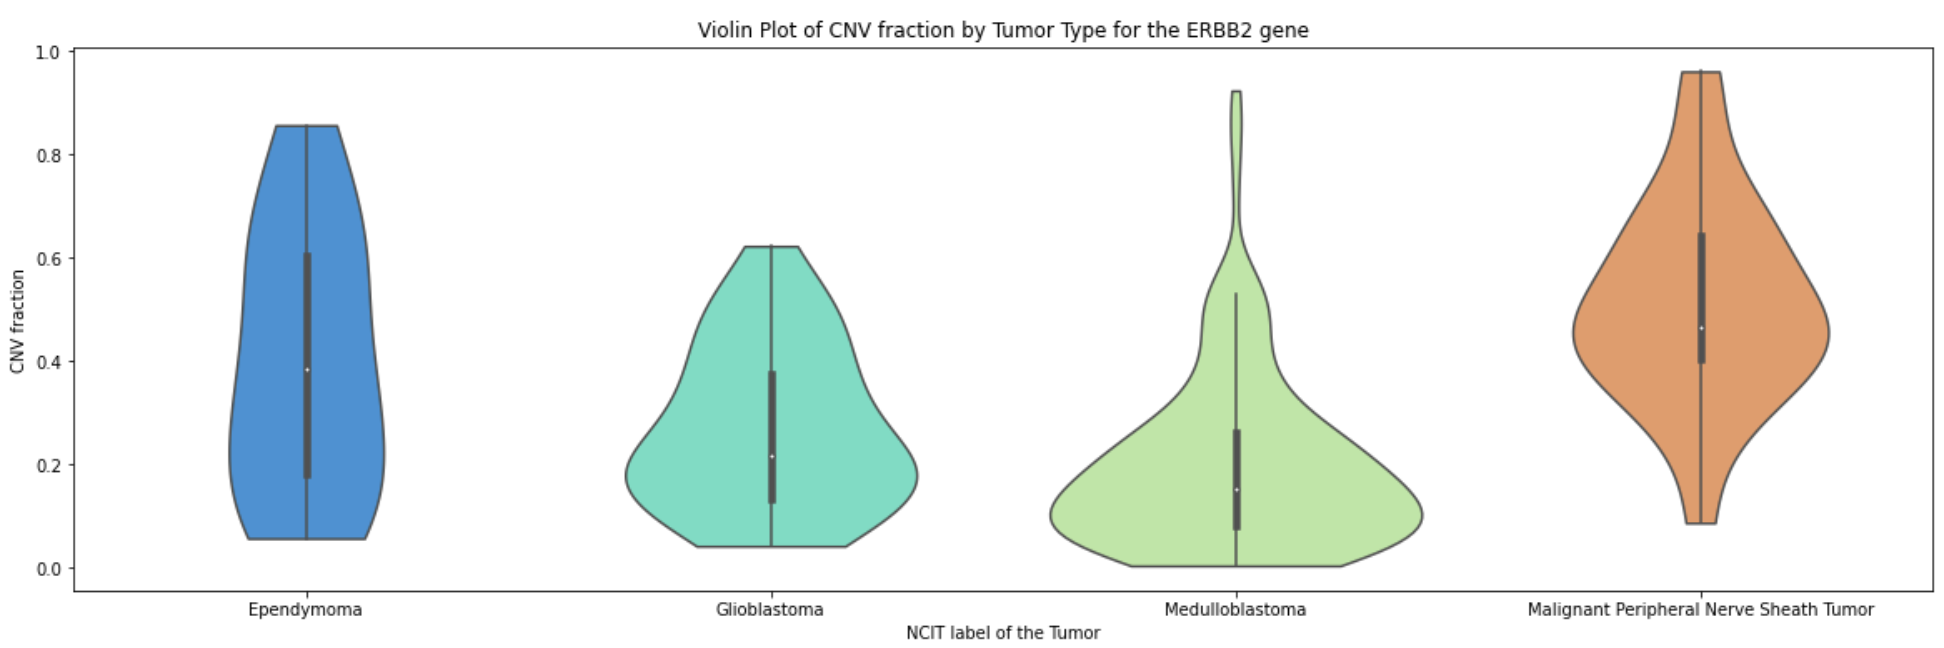 Violin Plot of CNV fraction by Tumor Type for the ERBB2 gene
CNV fraction
1.0
0.8
0.6
0.4
0.2
0.0
Ependymoma
Glioblastoma
Medulloblastoma
Malignant Peripheral Nerve Sheath Tumor
NCIT label of the Tumor